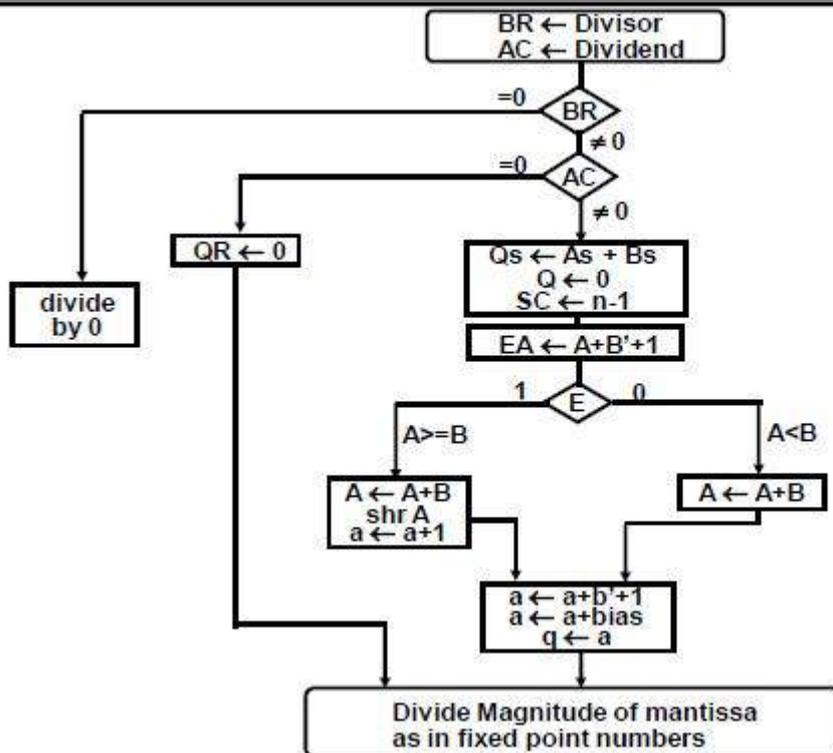 BR ← Divisor
AC ← Dividend
=0
BR
≠ 0
=0
AC
≠ 0
QR ← 0
Qs ← As + Bs
Q ← 0
SC ← n-1
divide
by 0
EA ← A+B'+1
1
E
0
A>=B
A<B
A ← A+B
shr A
a ← a+1
A ← A+B
a ← a+b'+1
a ← a+bias
q ← a
Divide Magnitude of mantissa
as in fixed point numbers